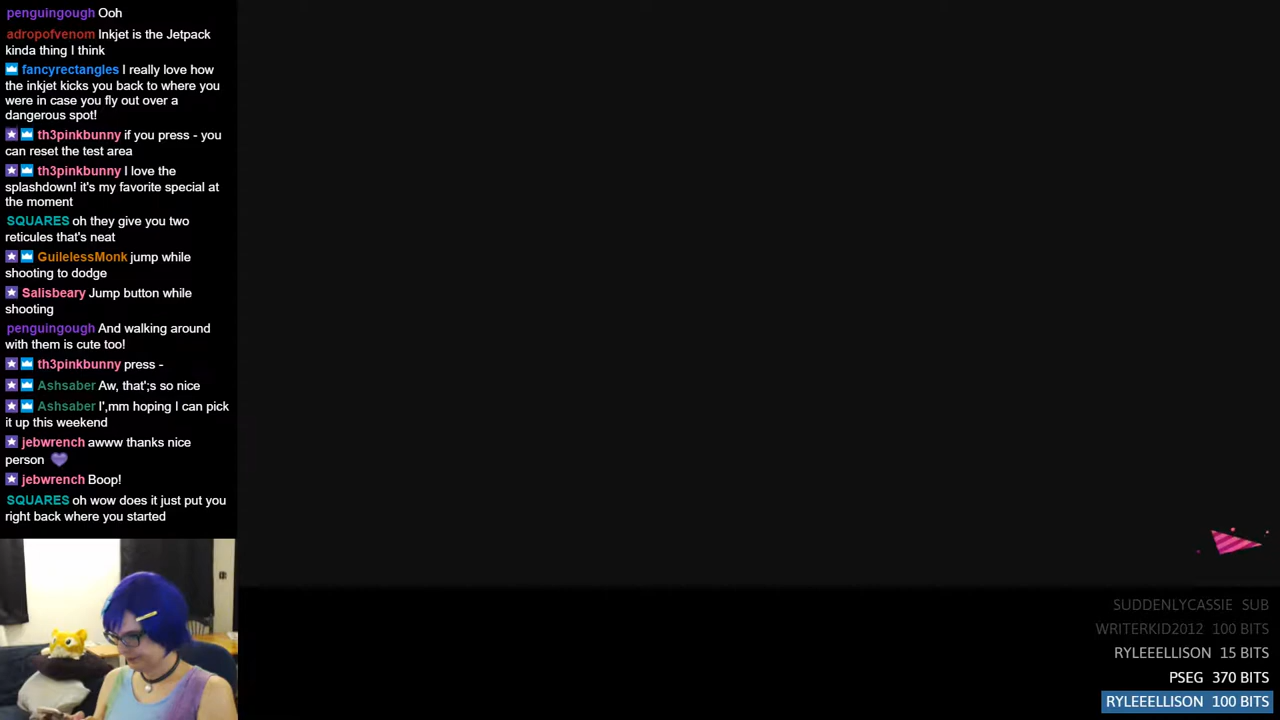 penguingough Ooh
adropofvenom Inkjet is the Jetpack
kinda thing I think
fancyrectangles I really love how
the inkjet kicks you back to where you
were in case you fly out over a
dangerous spot!
th3pinkbunny if you press - you
can reset the test area
th3pinkbunny I love the
splashdown! it's my favorite special at
the moment
SQUARES oh they give you two
reticules that's neat
GuilelessMonk jump while
shooting to dodge
Salisbeary Jump button while
shooting
penguingough And walking around
with them is cute too!
th3pinkbunny press -
Ashsaber Aw, that';s so nice
Ashsaber I',mm hoping I can pick
it up this weekend
jebwrench awww thanks nice
person
jebwrench Boop!
SQUARES oh wow does it just put you
right back where you started
SUDDENLYCASSIE SUB
WRITERKID2012 100 BITS
RYLEEELLISON 15 BITS
PSEG 370 BITS
RYLEEELLISON 100 BITS